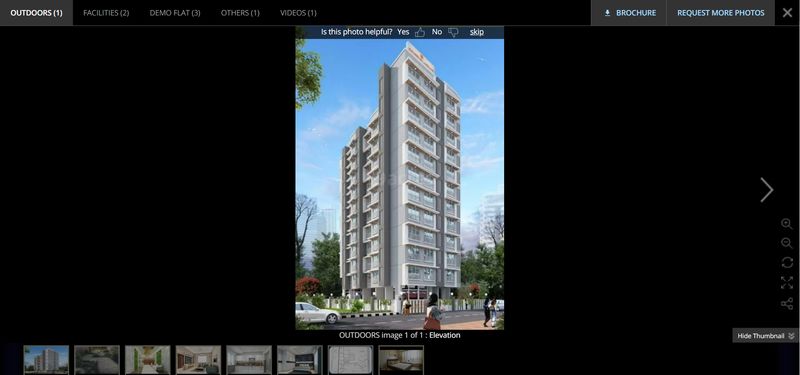 OUTDOORS (1) FACILITIES (2) DEMO FLAT (3) OTHERS (1) VIDEOS (1) BROCHURE REQUEST MORE PHOTOS
Is this photo helpful? Yes No skip
OUTDOORS image 1 of 1 : Elevation
Hide Thumbnail